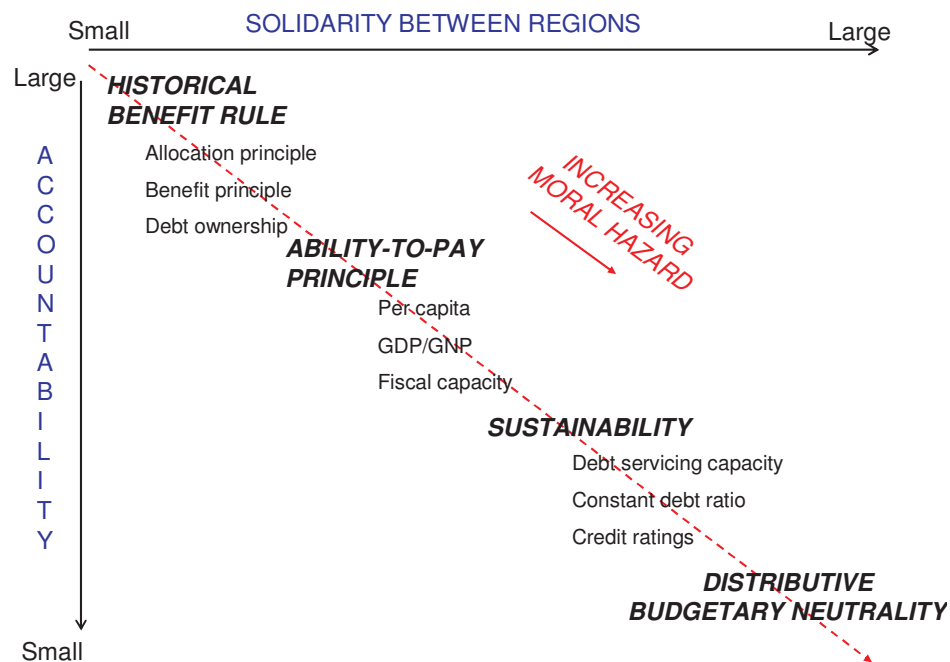 SOLIDARITY BETWEEN REGIONS
Small
Large
Large
HISTORICAL
BENEFIT RULE
Allocation principle
Benefit principle
Debt ownership
ACCOUNTABILITY
INCREASING
MORAL HAZARD
ABILITY-TO-PAY
PRINCIPLE
Per capita
GDP/GNP
Fiscal capacity
SUSTAINABILITY
Debt servicing capacity
Constant debt ratio
Credit ratings
DISTRIBUTIVE
BUDGETARY NEUTRALITY
Small